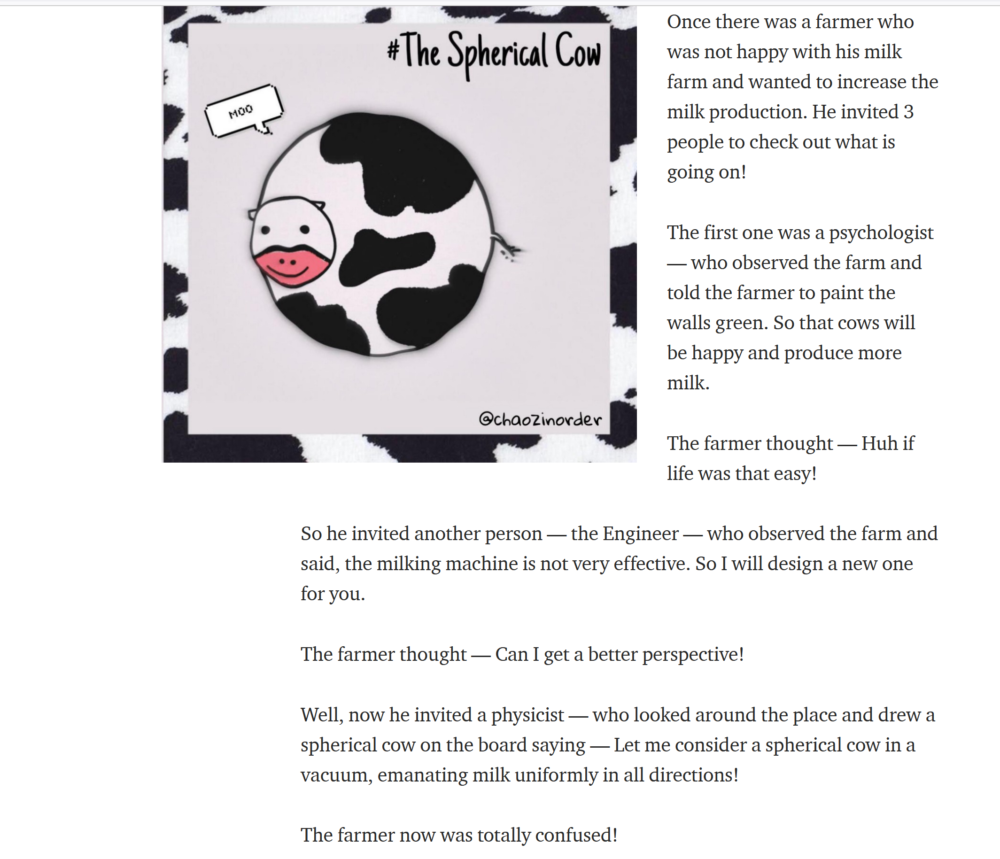 #The Spherical Cow
MOO
@chaozinorder
Once there was a farmer who
was not happy with his milk
farm and wanted to increase the
milk production. He invited 3
people to check out what is
going on!
The first one was a psychologist
— who observed the farm and
told the farmer to paint the
walls green. So that cows will
be happy and produce more
milk.
The farmer thought — Huh if
life was that easy!
So he invited another person — the Engineer — who observed the farm and
said, the milking machine is not very effective. So I will design a new one
for you.
The farmer thought — Can I get a better perspective!
Well, now he invited a physicist — who looked around the place and drew a
spherical cow on the board saying — Let me consider a spherical cow in a
vacuum, emanating milk uniformly in all directions!
The farmer now was totally confused!